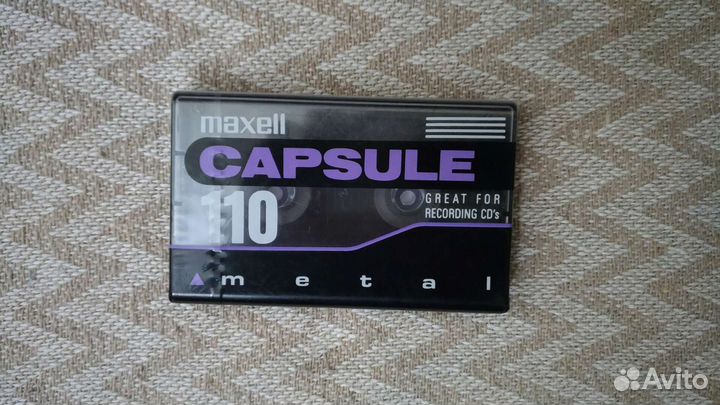 maxell
CAPSULE
110
GREAT FOR
RECORDING CD's
metal
Avito